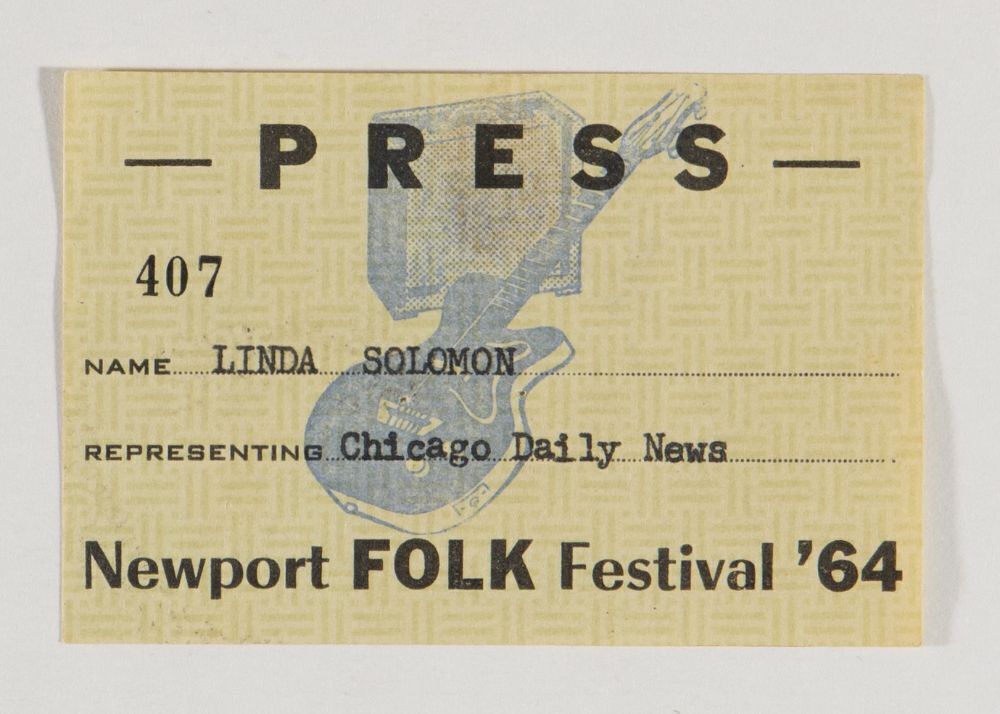 — PRESS —
407
NAME LINDA SOLOMON
REPRESENTING Chicago Daily News
Newport FOLK Festival '64